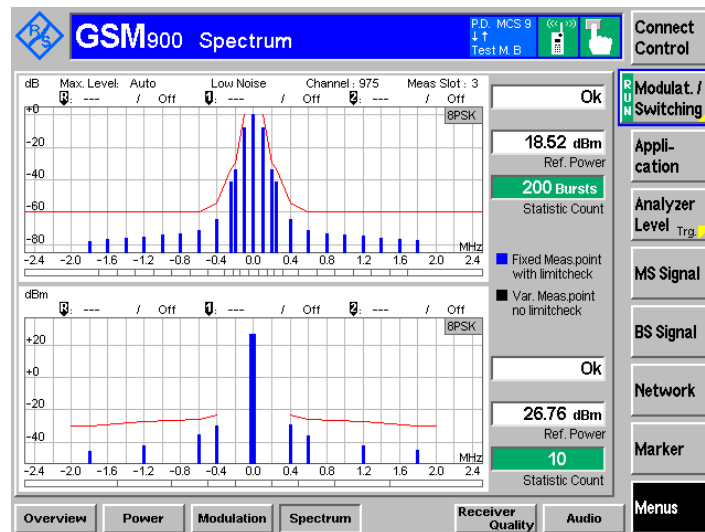 R&S GSM900 Spectrum
P.D. MCS 9
↓↑
Test M. B
Connect Control
dB Max. Level: Auto Low Noise Channel : 975 Meas Slot : 3
R: --- / Off 1: --- / Off 2: --- / Off
8PSK
+0
-20
-40
-60
-80
MHz
-2.4 -2.0 -1.6 -1.2 -0.8 -0.4 0.0 0.4 0.8 1.2 1.6 2.0 2.4
Ok
18.52 dBm
Ref. Power
200 Bursts
Statistic Count
Fixed Meas.point
with limitcheck
Var. Meas.point
no limitcheck
dBm
R: --- / Off 1: --- / Off 2: --- / Off
8PSK
+20
+0
-20
-40
MHz
-2.4 -2.0 -1.6 -1.2 -0.8 -0.4 0.0 0.4 0.8 1.2 1.6 2.0 2.4
Ok
26.76 dBm
Ref. Power
10
Statistic Count
RUN
Modulat. /
Switching
Appli-
cation
Analyzer
Level Trg.
MS Signal
BS Signal
Network
Marker
Menus
Overview Power Modulation Spectrum Receiver Quality Audio